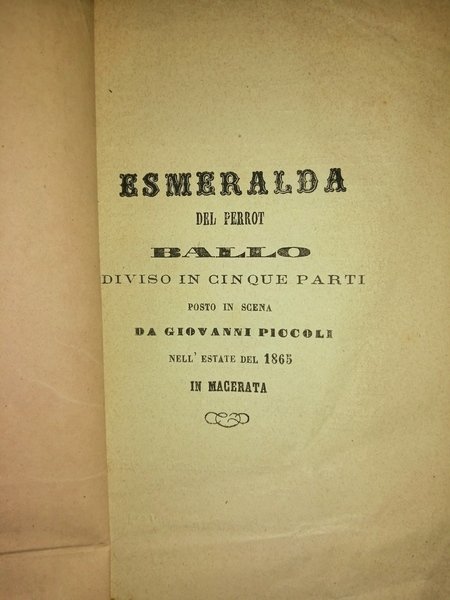 ESMERALDA
DEL PERROT
BALLO
DIVISO IN CINQUE PARTI
POSTO IN SCENA
DA GIOVANNI PICCOLI
NELL' ESTATE DEL 1865
IN MACERATA